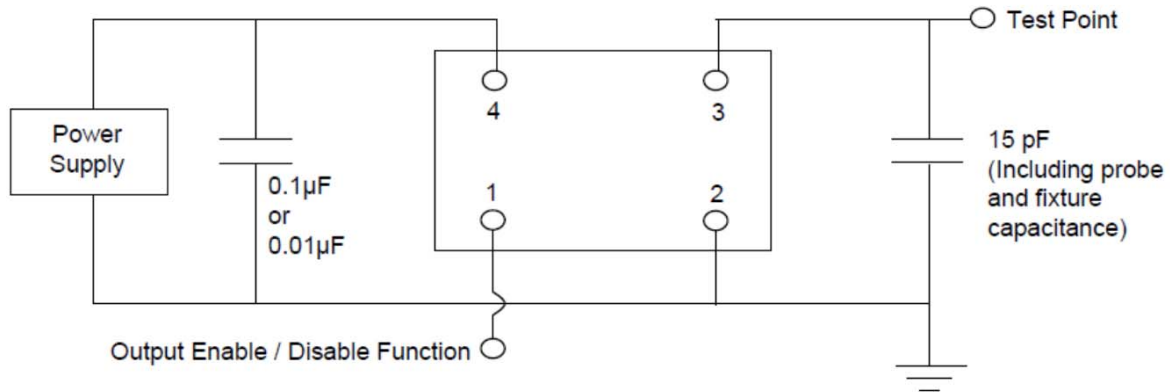 Test Point
4
3
Power
Supply
0.1µF
or
0.01µF
1
2
15 pF
(Including probe
and fixture
capacitance)
Output Enable / Disable Function